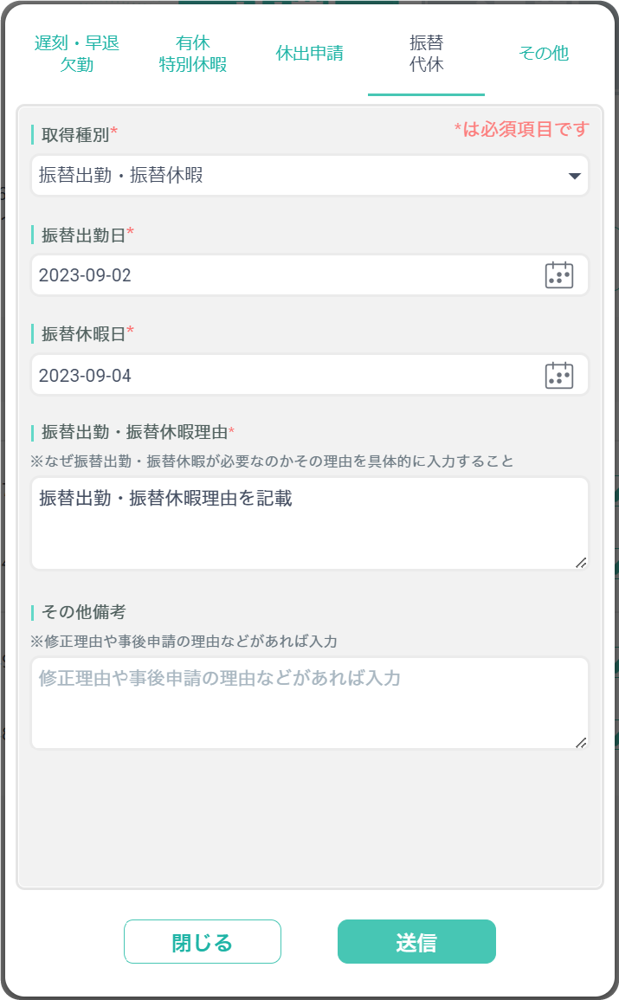 遅刻・早退
欠勤
有休
特別休暇
休出申請
振替
代休
その他
*は必須項目です
取得種別*
振替出勤・振替休暇
振替出勤日*
2023-09-02
振替休暇日*
2023-09-04
振替出勤・振替休暇理由*
※なぜ振替出勤・振替休暇が必要なのかその理由を具体的に入力すること
振替出勤・振替休暇理由を記載
その他備考
※修正理由や事後申請の理由などがあれば入力
修正理由や事後申請の理由などがあれば入力
閉じる
送信